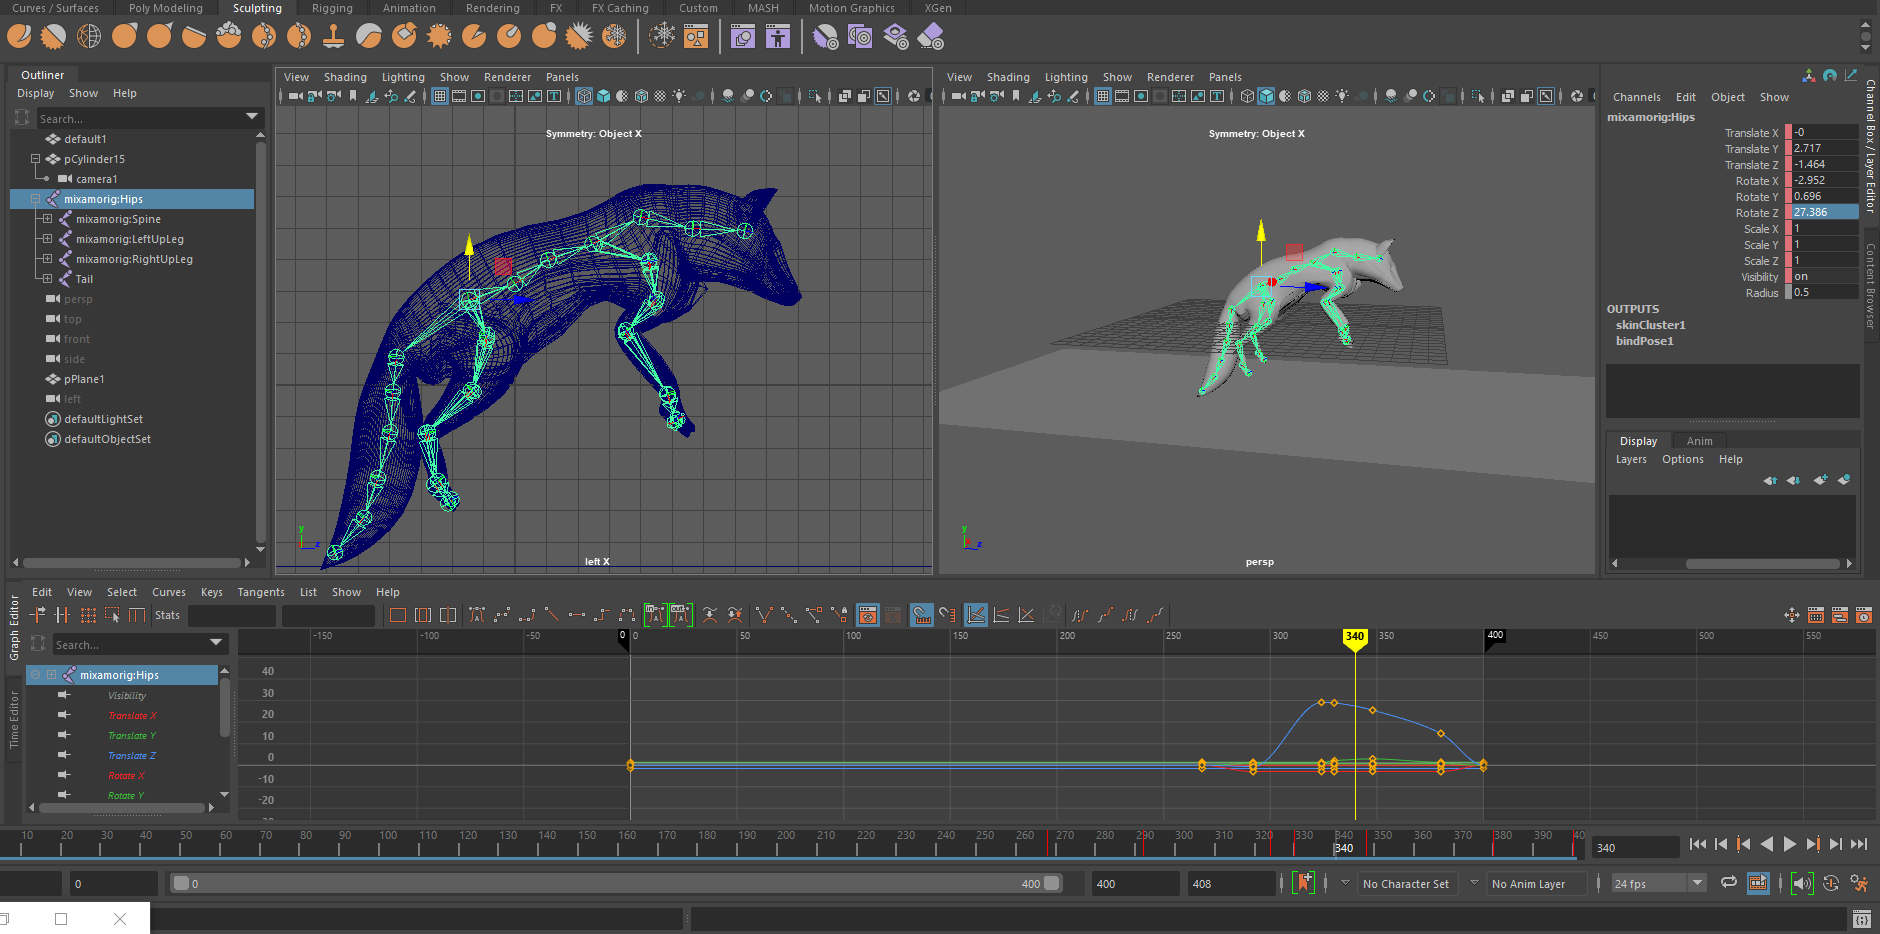 Curves / Surfaces Poly Modeling Sculpting Rigging Animation Rendering FX FX Caching Custom MASH Motion Graphics XGen
Outliner
Display Show Help
Search...
default1
pCylinder15
camera1
mixamorig:Hips
mixamorig:Spine
mixamorig:LeftUpLeg
mixamorig:RightUpLeg
Tail
persp
top
front
side
pPlane1
left
defaultLightSet
defaultObjectSet
View Shading Lighting Show Renderer Panels
Symmetry: Object X
y
z
left X
View Shading Lighting Show Renderer Panels
Symmetry: Object X
y
z
persp
Channels Edit Object Show
mixamorig:Hips
Translate X -0
Translate Y 2.717
Translate Z -1.464
Rotate X -2.952
Rotate Y 0.696
Rotate Z 27.386
Scale X 1
Scale Y 1
Scale Z 1
Visibility on
Radius 0.5
OUTPUTS
skinCluster1
bindPose1
Display Anim
Layers Options Help
Channel Box / Layer Editor
Content Browser
Graph Editor
Time Editor
Edit View Select Curves Keys Tangents List Show Help
Stats
Search...
mixamorig:Hips
Visibility
Translate X
Translate Y
Translate Z
Rotate X
Rotate Y
-150 -100 -50 0 0 50 100 150 200 250 300 340 350 400 450 500 550
40
30
20
10
0
-10
-20
10 20 30 40 50 60 70 80 90 100 110 120 130 140 150 160 170 180 190 200 210 220 230 240 250 260 270 280 290 300 310 320 330 340 350 360 370 380 390 40
340
340
0 0 400 400 408 No Character Set No Anim Layer 24 fps